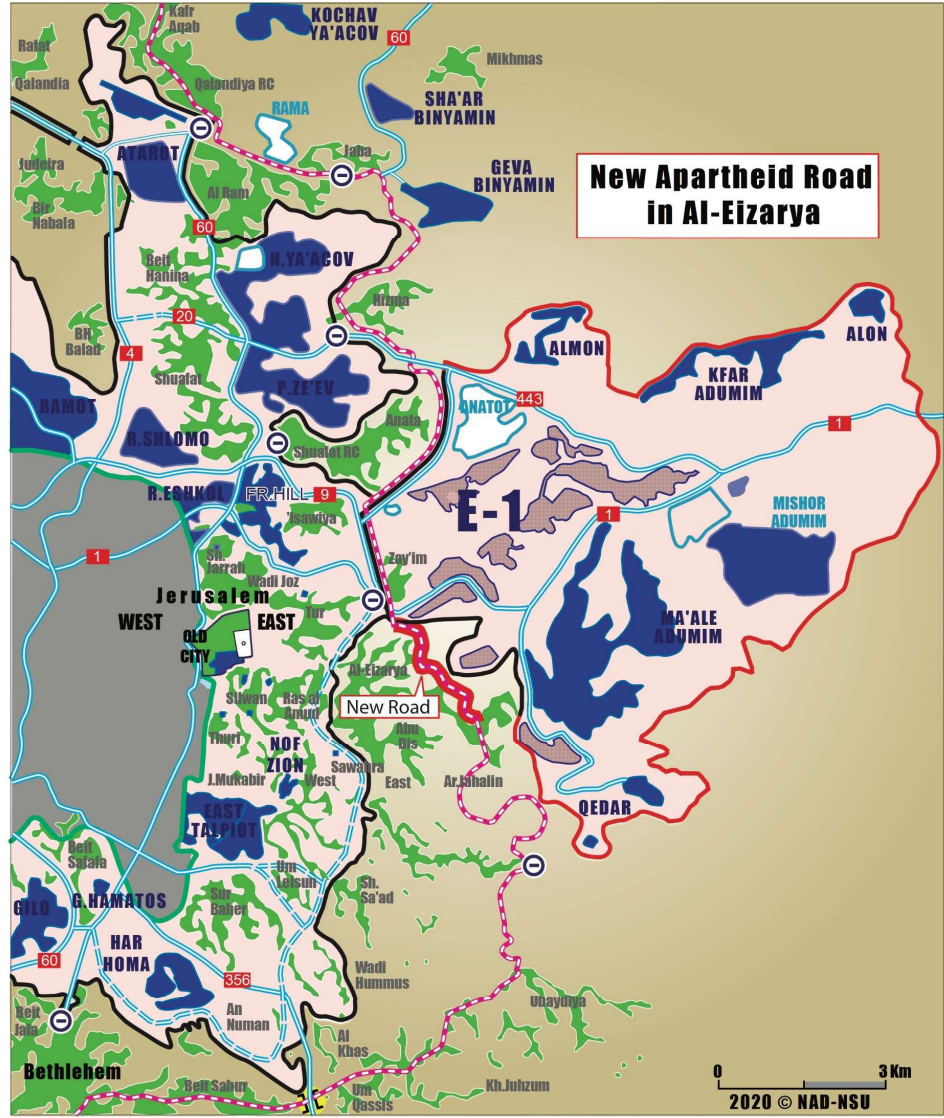 Kafr
Aqab
KOCHAV
YA'ACOV
60
Rafat
Qalandia
Mikhmas
Qalandiya RC
RAMA
SHA'AR
BINYAMIN
ATAROT
Jaba
Judeira
Bir
Nabala
Al Ram
GEVA
BINYAMIN
New Apartheid Road
in Al-Eizarya
60
N.YA'ACOV
Beit
Hanina
Hizma
20
BH
Balad
4
Shuafat
ALMON
ALON
KFAR
ADUMIM
P.ZE'EV
RAMOT
ANATOT
443
Anata
1
R.SHLOMO
Shuafat RC
R.ESHKOL
FR.HILL
9
'Isawiya
E-1
1
MISHOR
ADUMIM
1
Sh.
Jarrah
Wadi Joz
Zay'im
Jerusalem
WEST
EAST
Tur
OLD
CITY
MA'ALE
ADUMIM
Al-Eizarya
Silwan
Ras al
Amud
New Road
Thuri
NOF
ZION
Abu
Dis
Sawahra
West
East
J.Mukabir
Ar.Jahalin
EAST
TALPIOT
QEDAR
Beit
Safafa
Um
Leisun
Sh.
Sa'ad
Sur
Baher
GILO
G.HAMATOS
HAR
HOMA
60
356
Wadi
Hummus
Ubaydiya
Beit
Jala
An
Numan
Al
Khas
Bethlehem
Beit Sahur
Um
Qassis
Kh.Juhzum
0
3 Km
2020 © NAD-NSU